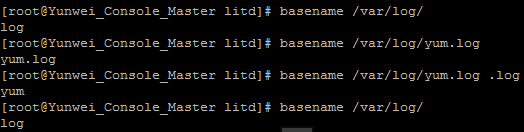 [root@Yunwei_Console_Master litd]# basename /var/log/
log
[root@Yunwei_Console_Master litd]# basename /var/log/yum.log
yum.log
[root@Yunwei_Console_Master litd]# basename /var/log/yum.log .log
yum
[root@Yunwei_Console_Master litd]# basename /var/log/
log